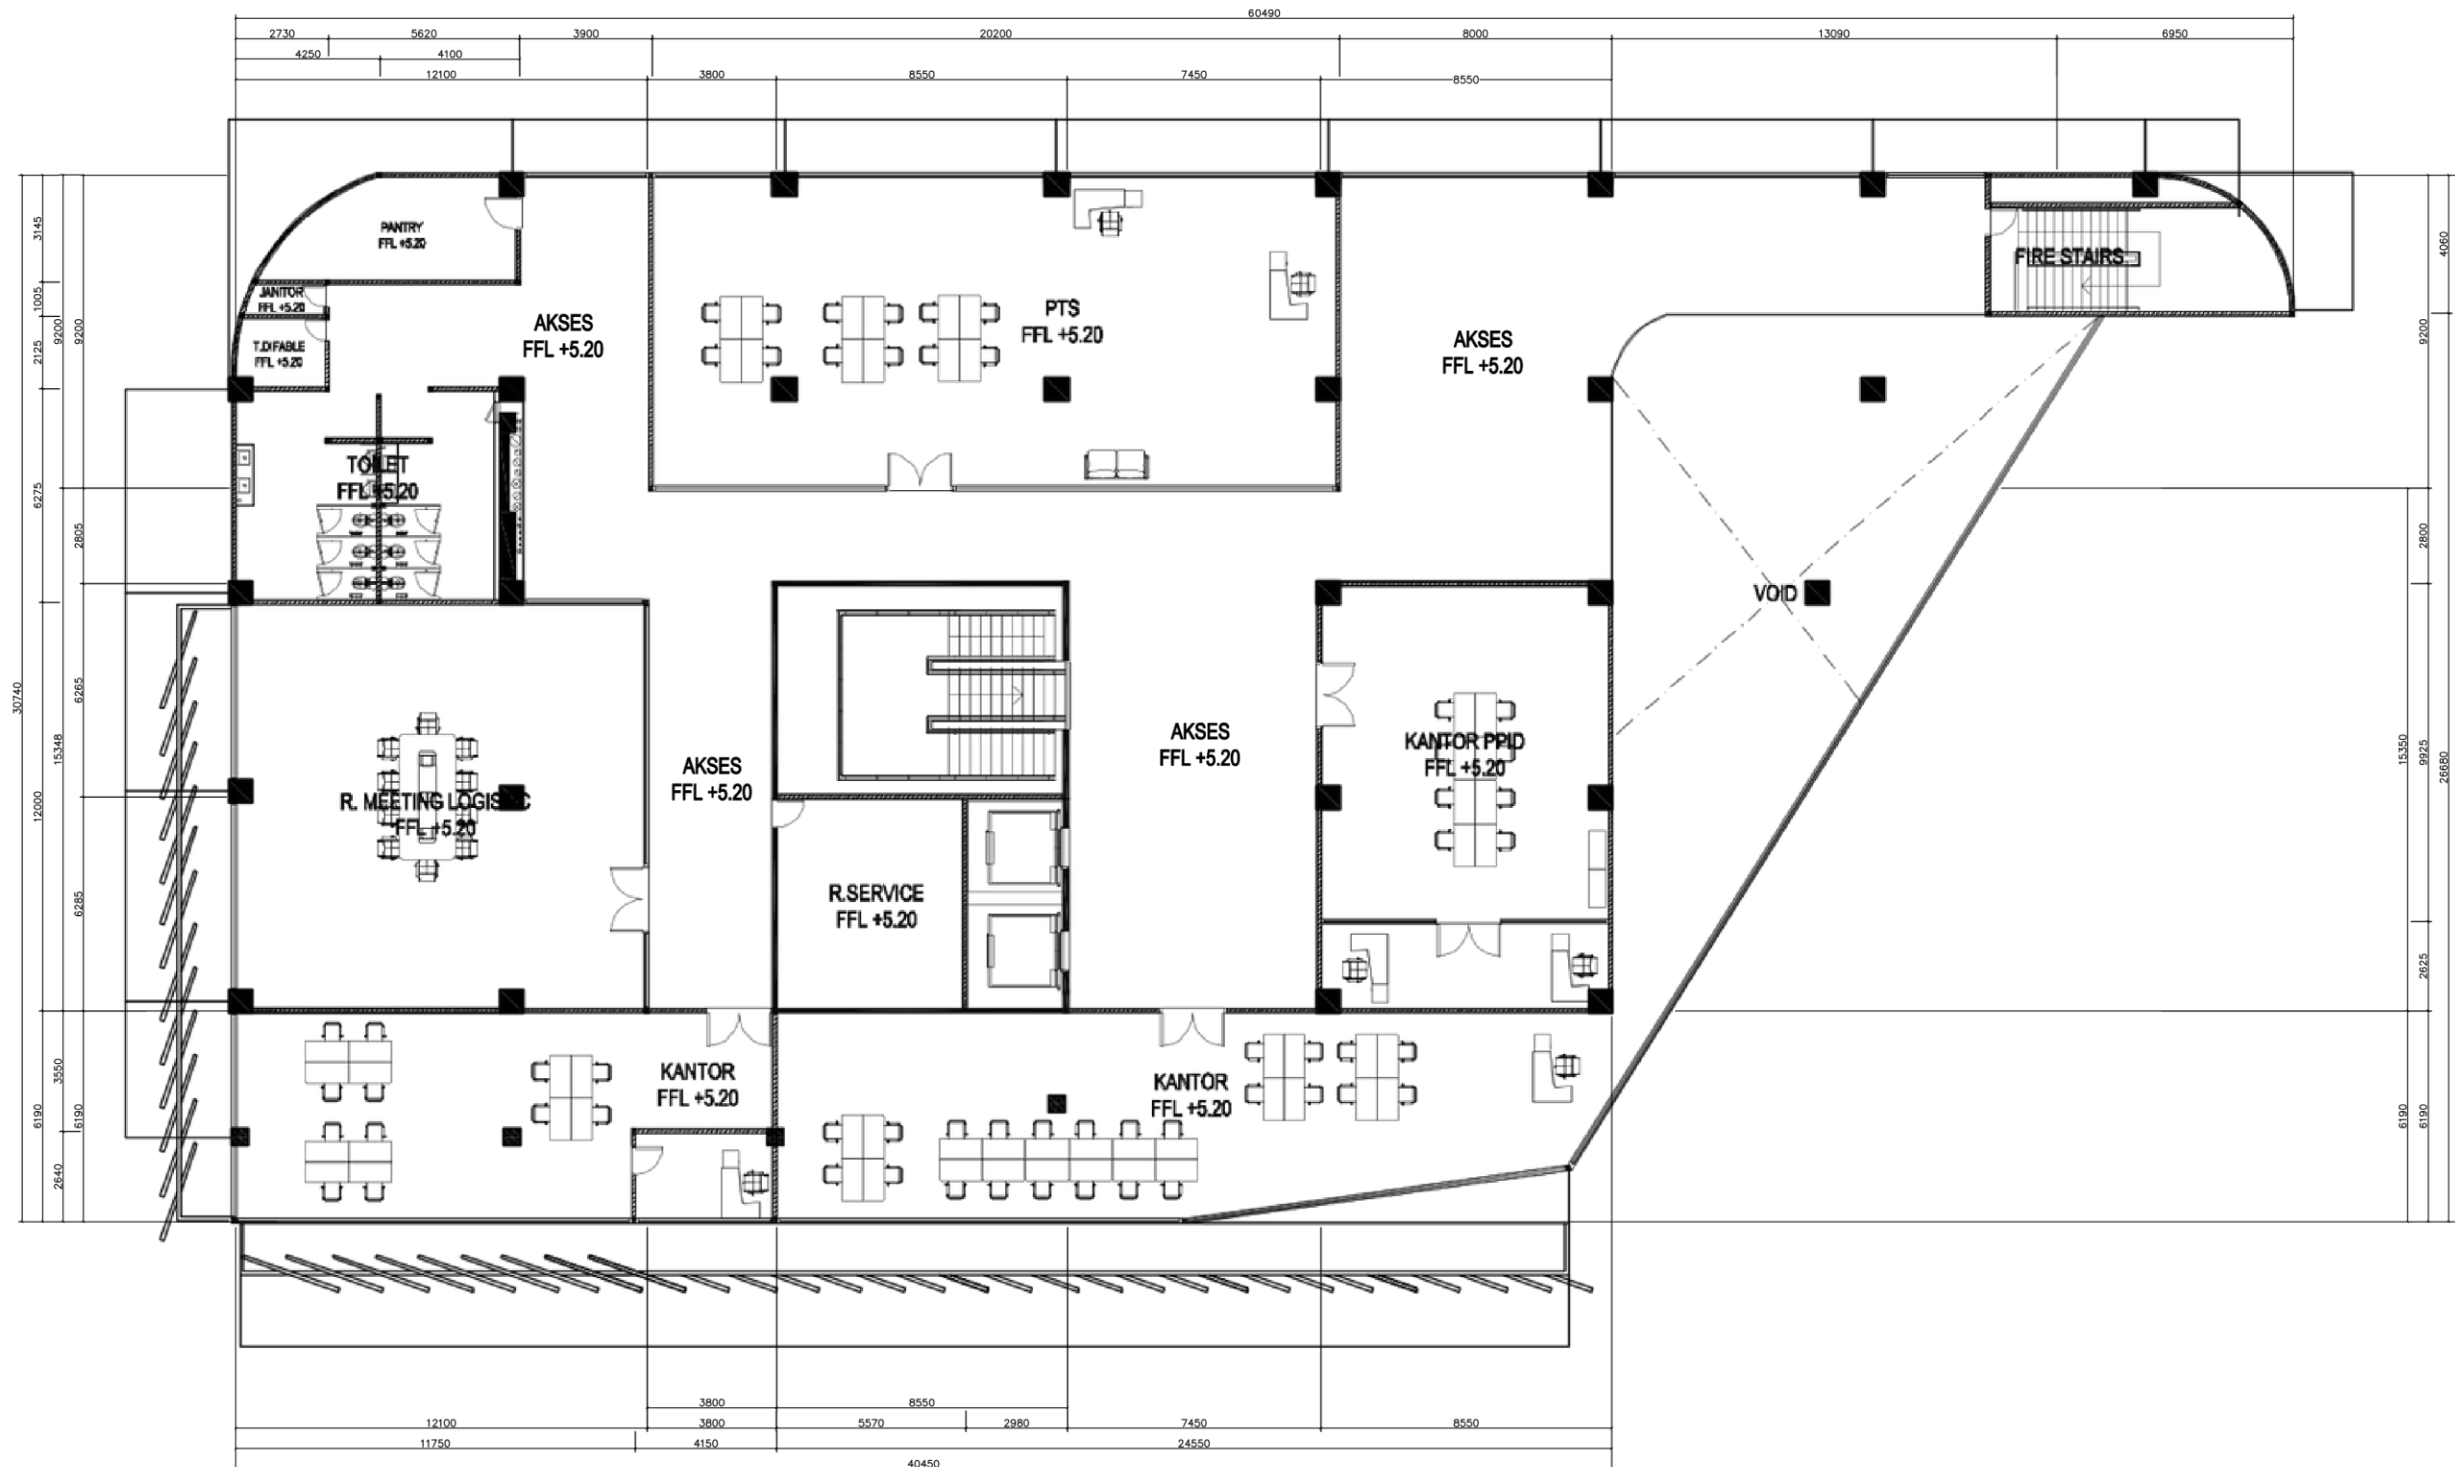 60490
2730 5620 3900 20200 8000 13090 6950
4250 4100
12100 3800 8550 7450 8550
3145
1005
9200
9200
2125
6275
2805
30740
15348
6265
12000
6285
3550
6190
6190
2640
PANTRY
FFL +5.20
JANITOR
FFL +5.20
T.DIFABLE
FFL +5.20
AKSES
FFL +5.20
PTS
FFL +5.20
AKSES
FFL +5.20
FIRE STAIRS
TOILET
FFL +5.20
VOID
R. MEETING LOGISTIC
FFL +5.20
AKSES
FFL +5.20
AKSES
FFL +5.20
KANTOR PPID
FFL +5.20
R.SERVICE
FFL +5.20
KANTOR
FFL +5.20
KANTOR
FFL +5.20
4060
9200
2800
15350
9925
26680
2625
6190
6190
3800 8550
12100 3800 5570 2980 7450 8550
11750 4150 24550
40450